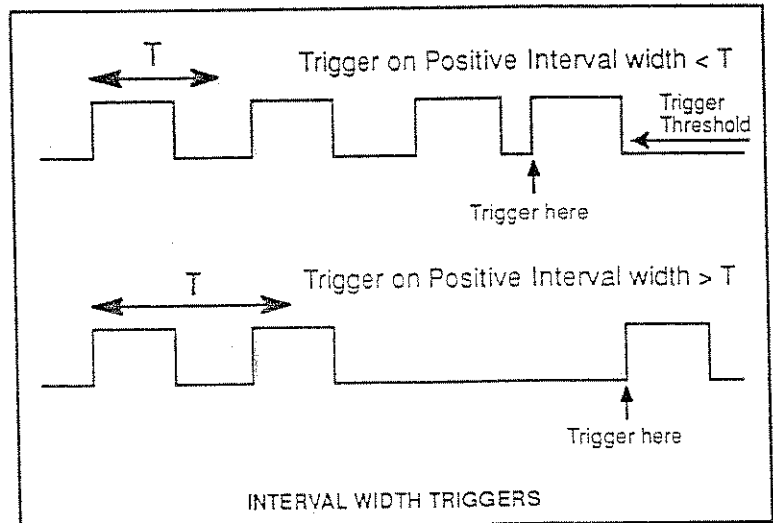 T
Trigger on Positive Interval width < T
Trigger
Threshold
Trigger here
T
Trigger on Positive Interval width > T
Trigger here
INTERVAL WIDTH TRIGGERS